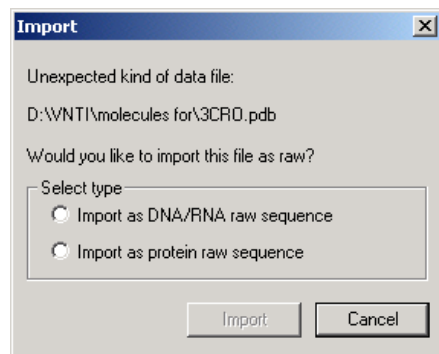 Import
Unexpected kind of data file:
D:\VNTI\molecules for\3CRO.pdb
Would you like to import this file as raw?
Select type
Import as DNA/RNA raw sequence
Import as protein raw sequence
Import Cancel